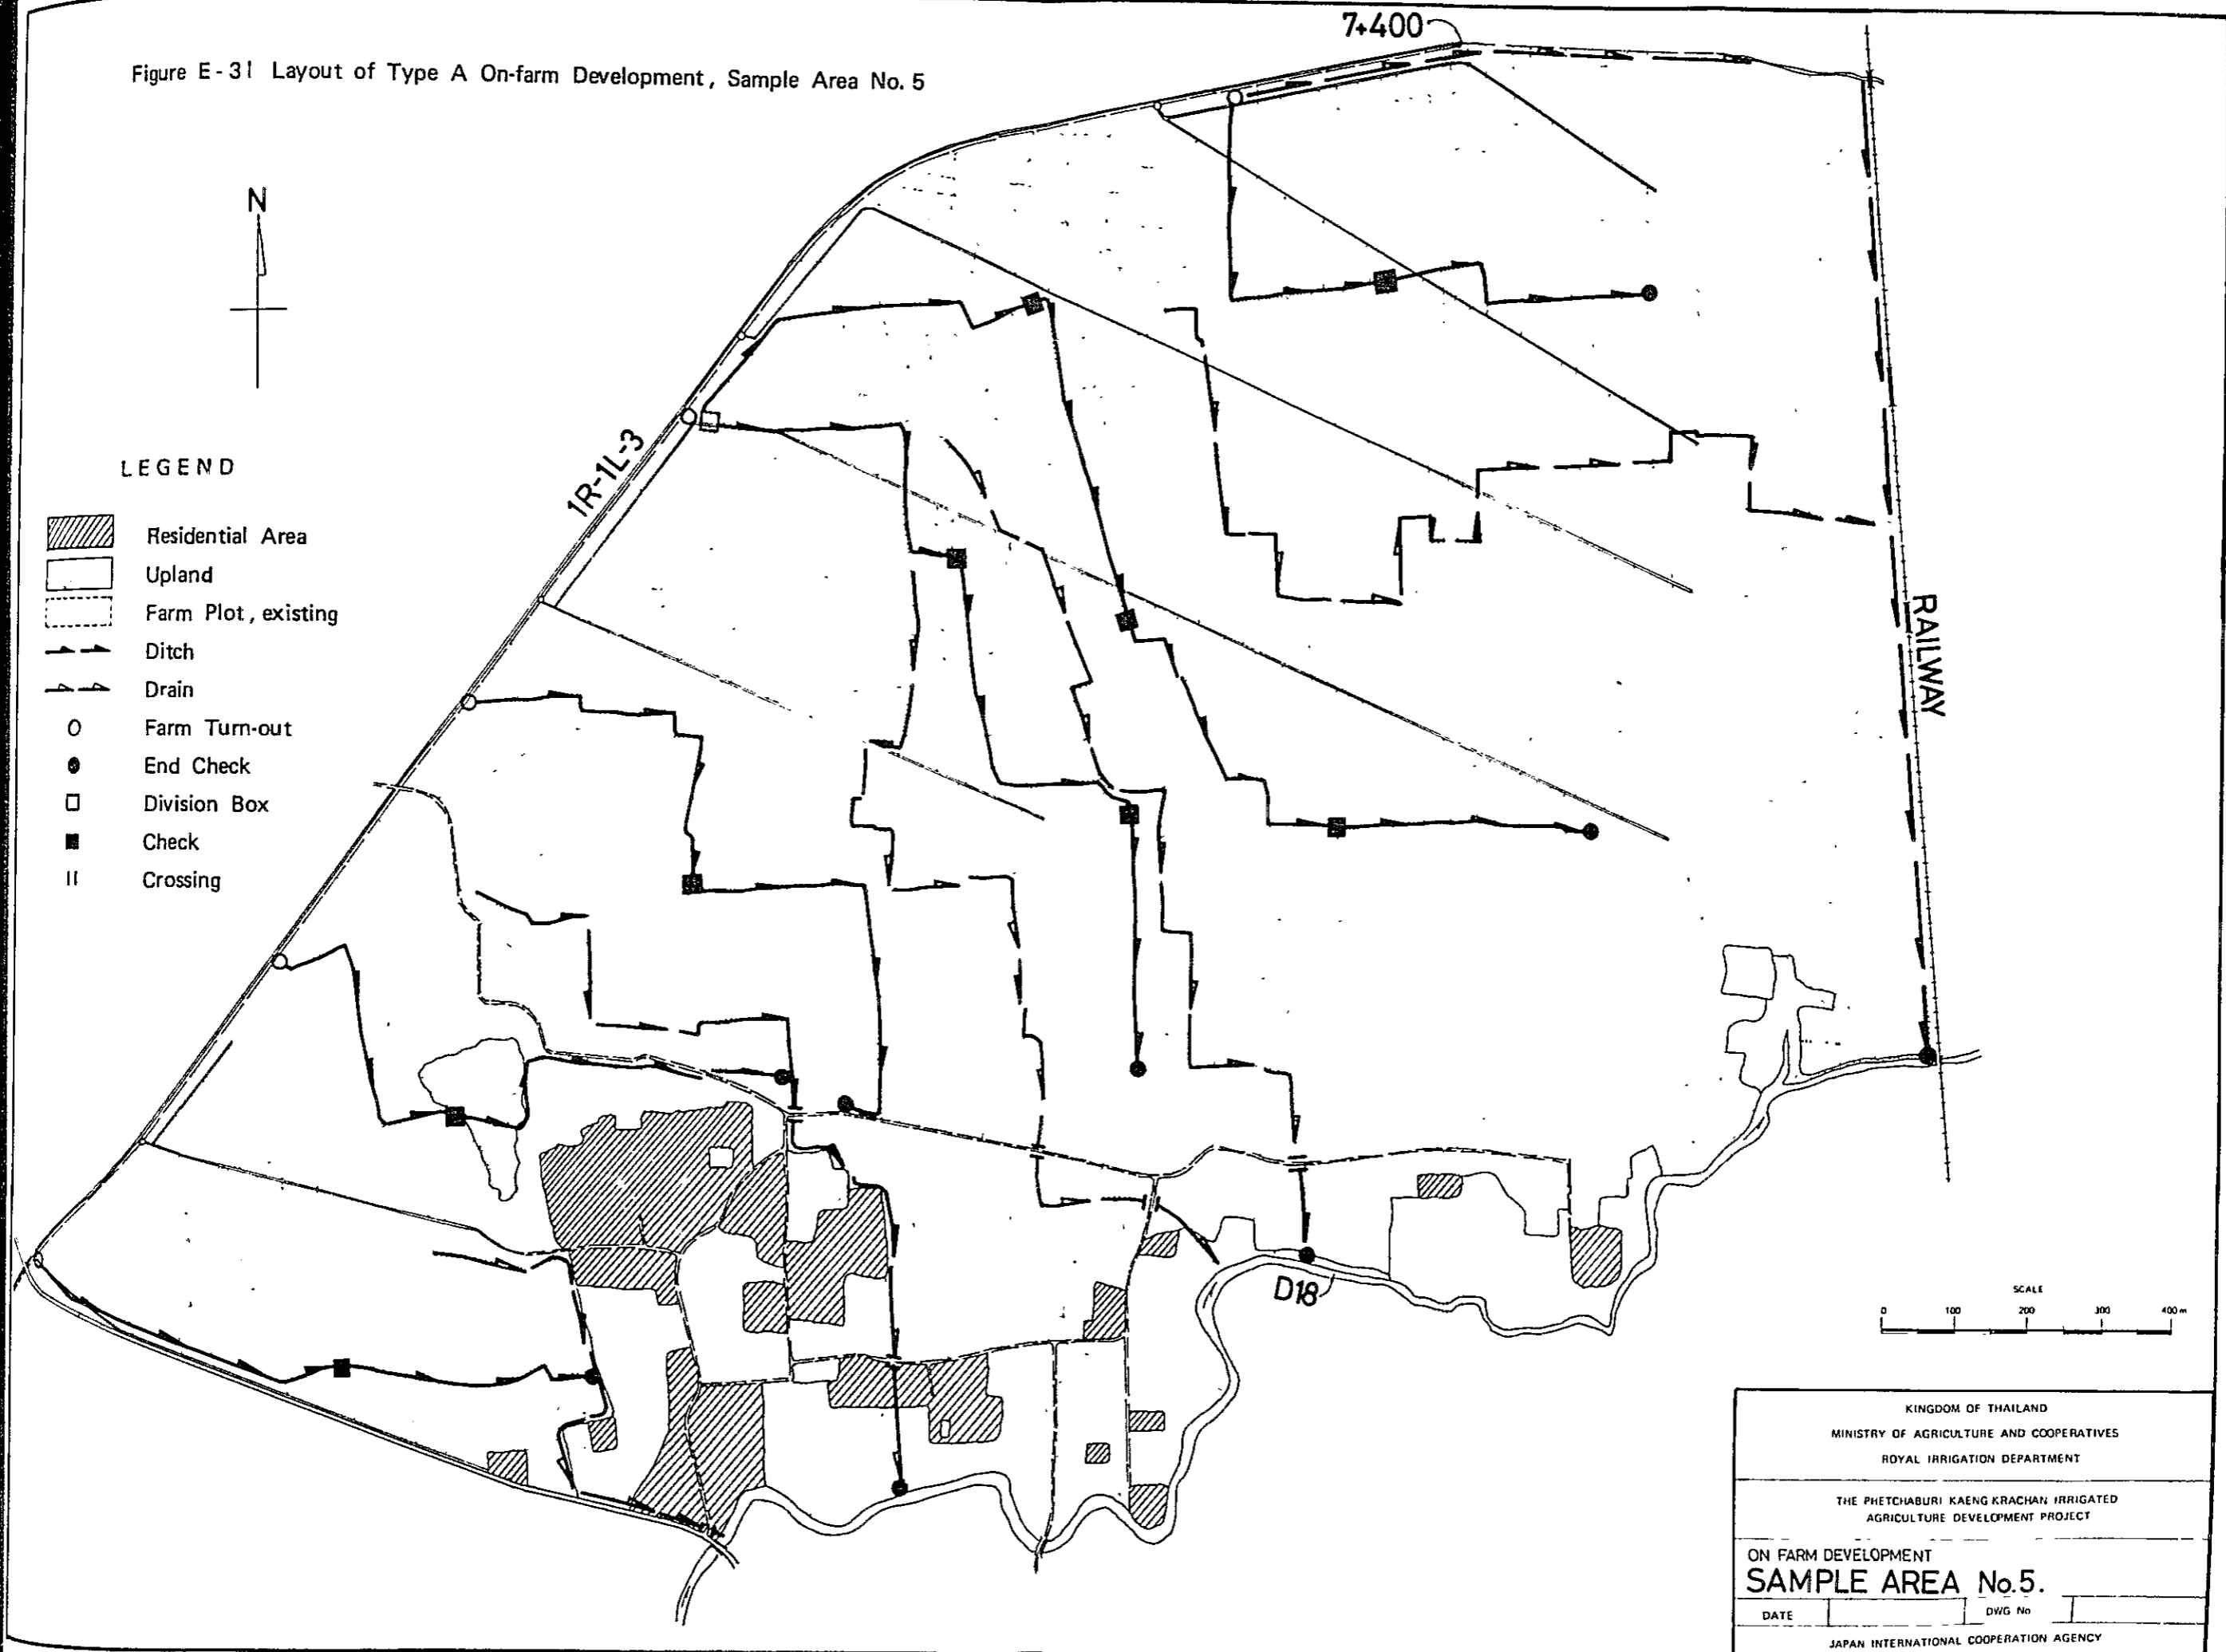 Figure E-31 Layout of Type A On-farm Development, Sample Area No. 5
7+400
N
1R-1L-3
LEGEND
Residential Area
Upland
Farm Plot, existing
Ditch
Drain
Farm Turn-out
End Check
Division Box
Check
Crossing
RAILWAY
D18
SCALE
0 100 200 300 400 m
KINGDOM OF THAILAND
MINISTRY OF AGRICULTURE AND COOPERATIVES
ROYAL IRRIGATION DEPARTMENT
THE PHETCHABURI KAENG KRACHAN IRRIGATED
AGRICULTURE DEVELOPMENT PROJECT
ON FARM DEVELOPMENT
SAMPLE AREA No.5.
DATE DWG No
JAPAN INTERNATIONAL COOPERATION AGENCY